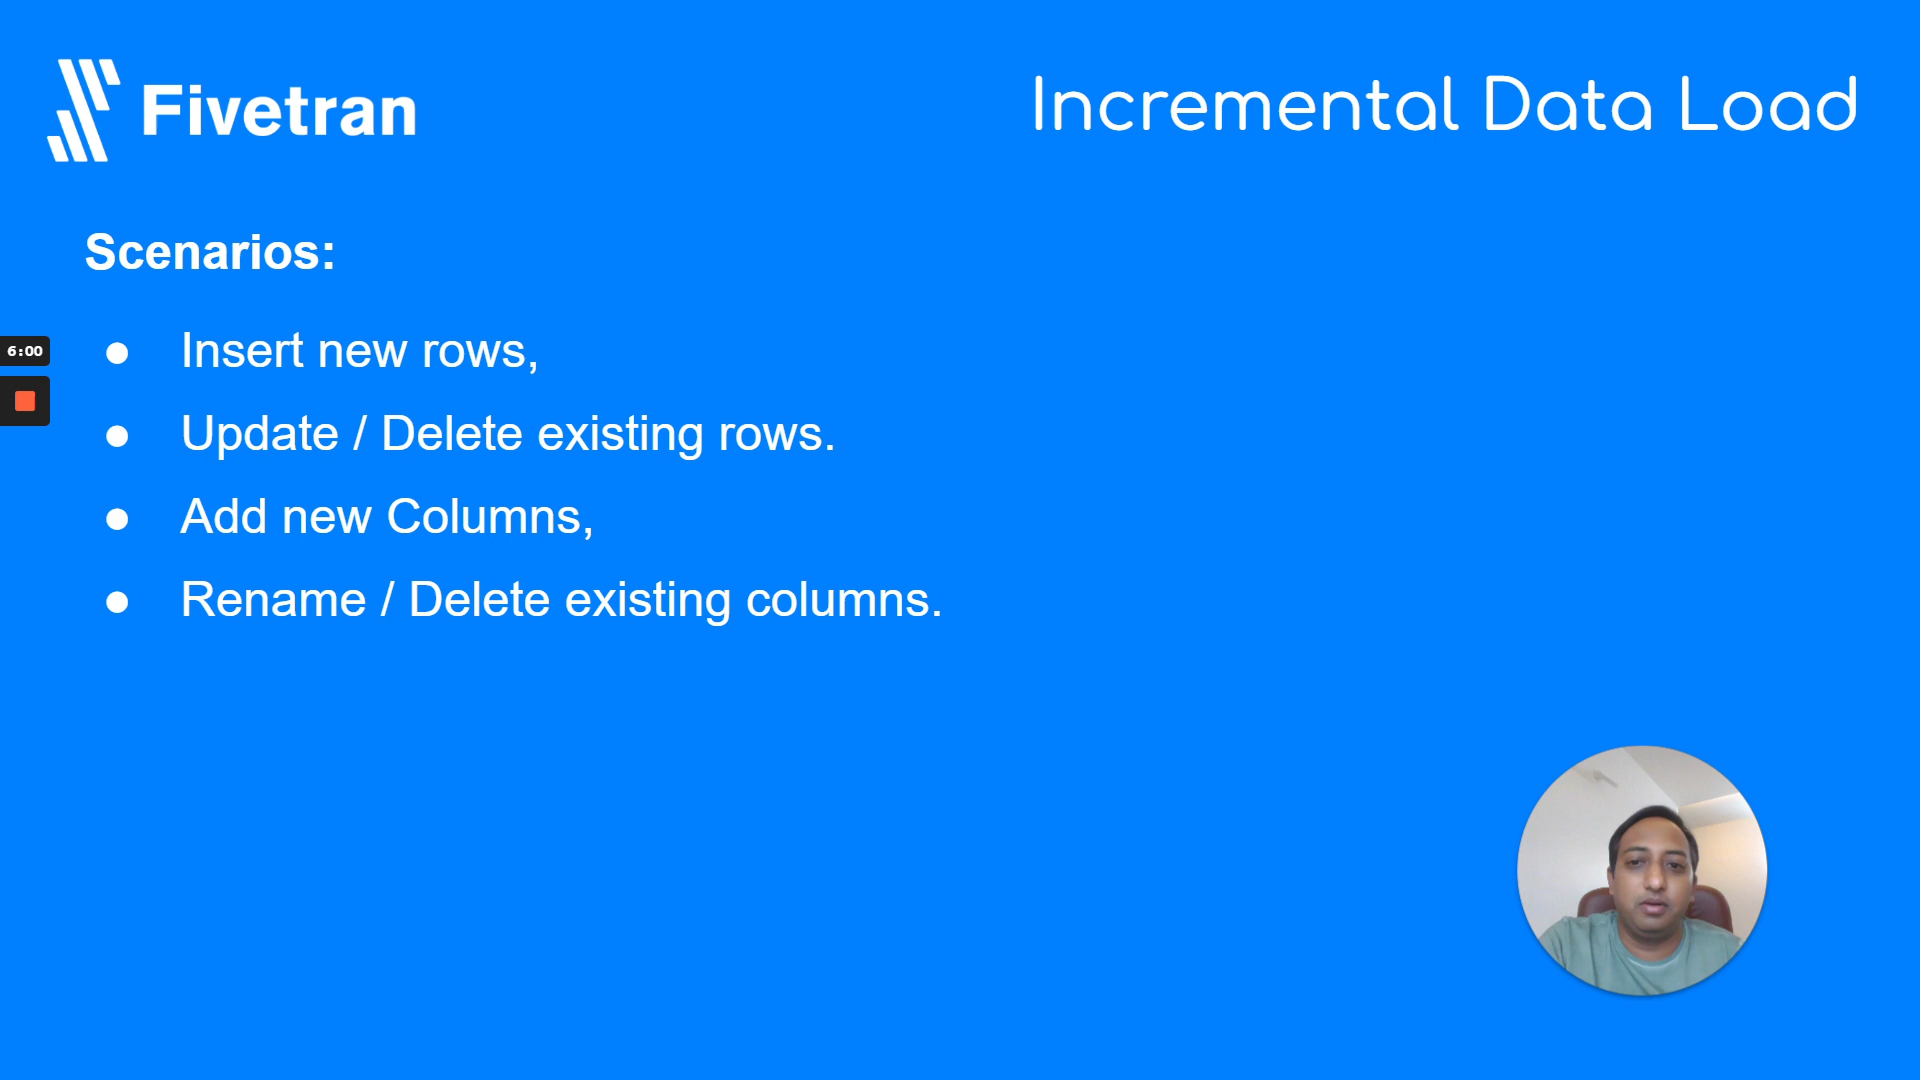 Fivetran
Incremental Data Load
Scenarios:
● Insert new rows,
● Update / Delete existing rows.
● Add new Columns,
● Rename / Delete existing columns.
6:00